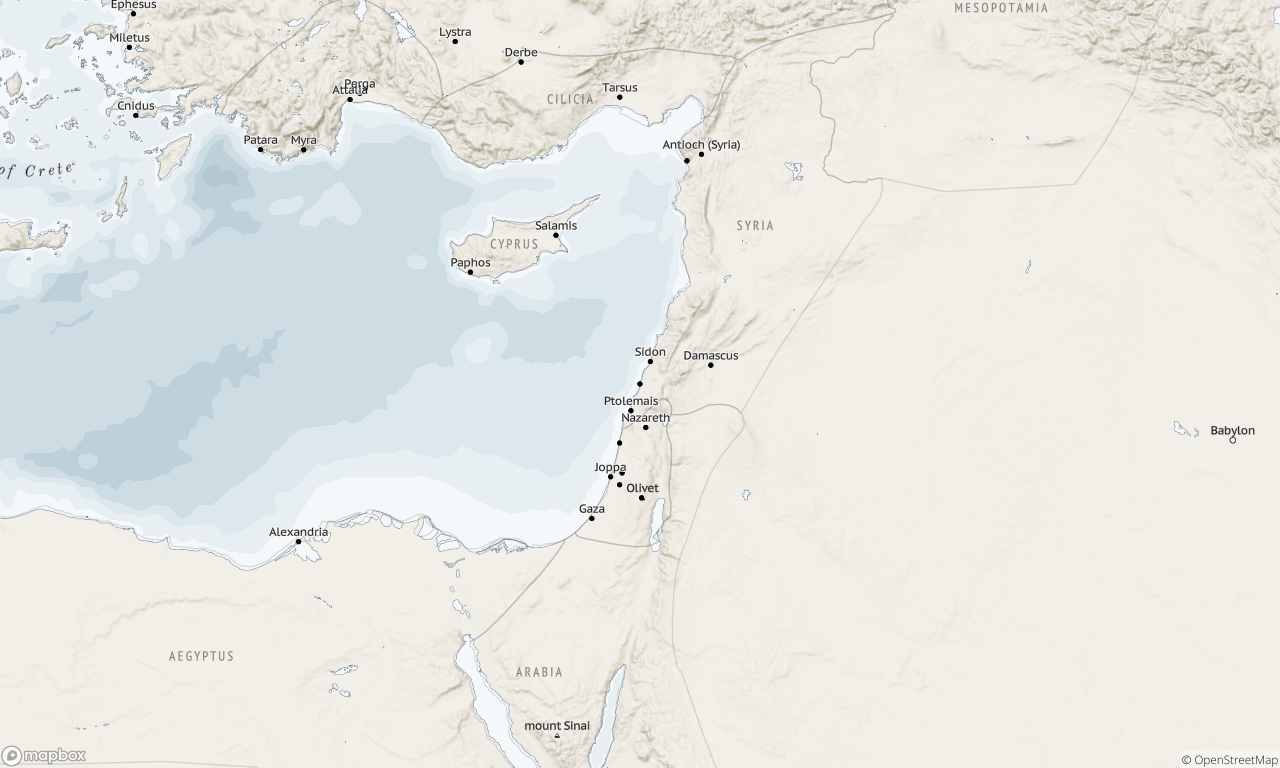 Ephesus
MESOPOTAMIA
Miletus
Lystra
Derbe
Perga
Attalia
Tarsus
CILICIA
Cnidus
Patara
Myra
Antioch (Syria)
of Crete
Salamis
SYRIA
CYPRUS
Paphos
Sidon
Damascus
Ptolemais
Nazareth
Babylon
Joppa
Olivet
Gaza
Alexandria
AEGYPTUS
ARABIA
mount Sinai
mapbox
© OpenStreetMap